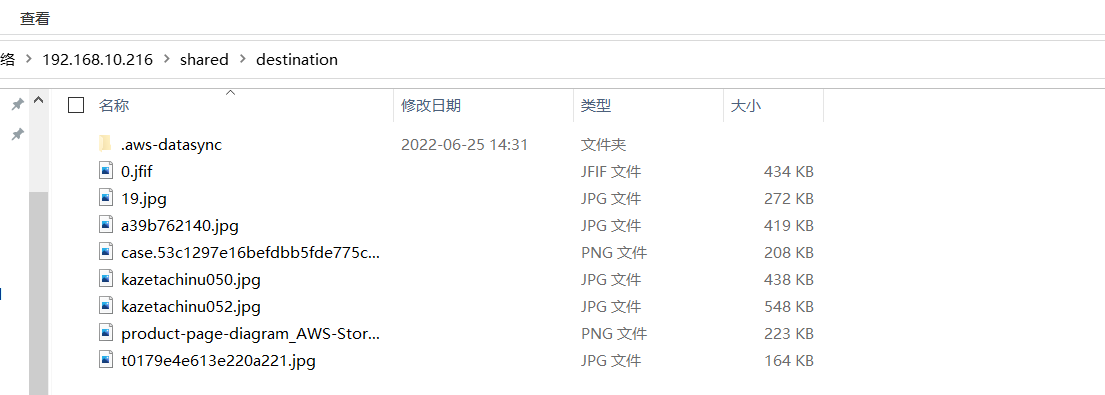 查看
络 > 192.168.10.216 > shared > destination
名称 修改日期 类型 大小
.aws-datasync 2022-06-25 14:31 文件夹
0.jfif JFIF 文件 434 KB
19.jpg JPG 文件 272 KB
a39b762140.jpg JPG 文件 419 KB
case.53c1297e16befdbb5fde775c... PNG 文件 208 KB
kazetachinu050.jpg JPG 文件 438 KB
kazetachinu052.jpg JPG 文件 548 KB
product-page-diagram_AWS-Stor... PNG 文件 223 KB
t0179e4e613e220a221.jpg JPG 文件 164 KB